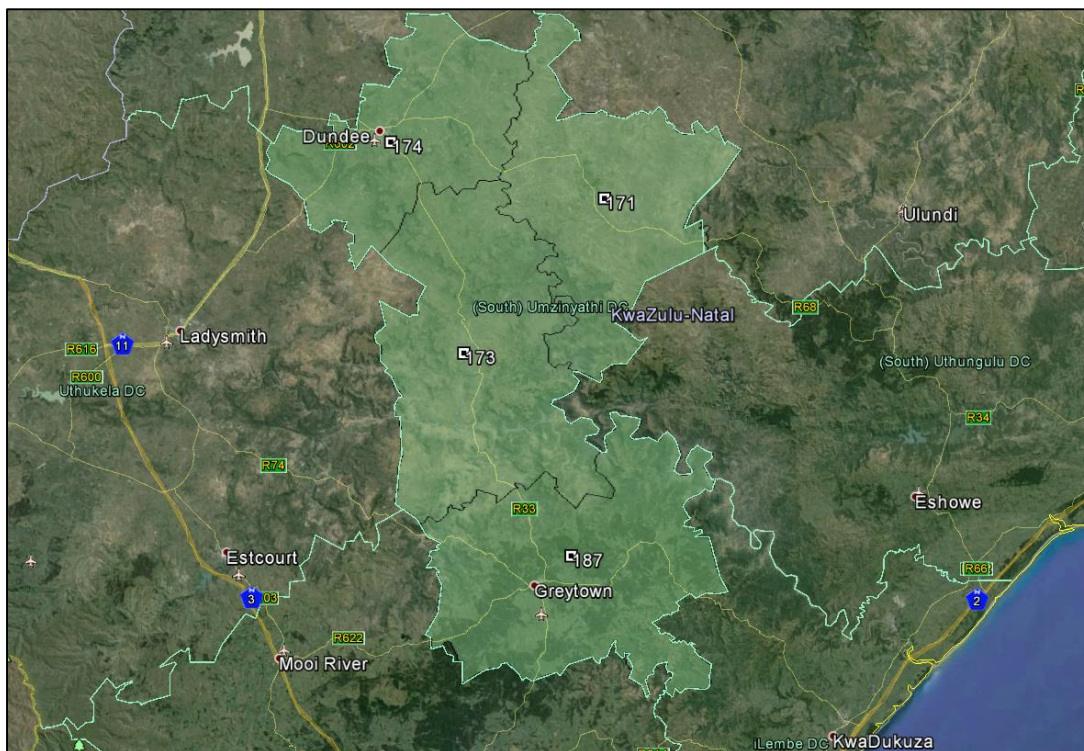 Dundee
R602
174
171
Ulundi
(South) Umzinyathi DC
KwaZulu-Natal
R68
Ladysmith
11
R616
R600
Uthukela DC
173
(South) Uthungulu DC
R34
R74
R33
Eshowe
187
Estcourt
Greytown
R66
3
03
2
R622
Mooi River
iLembe DC
KwaDukuza